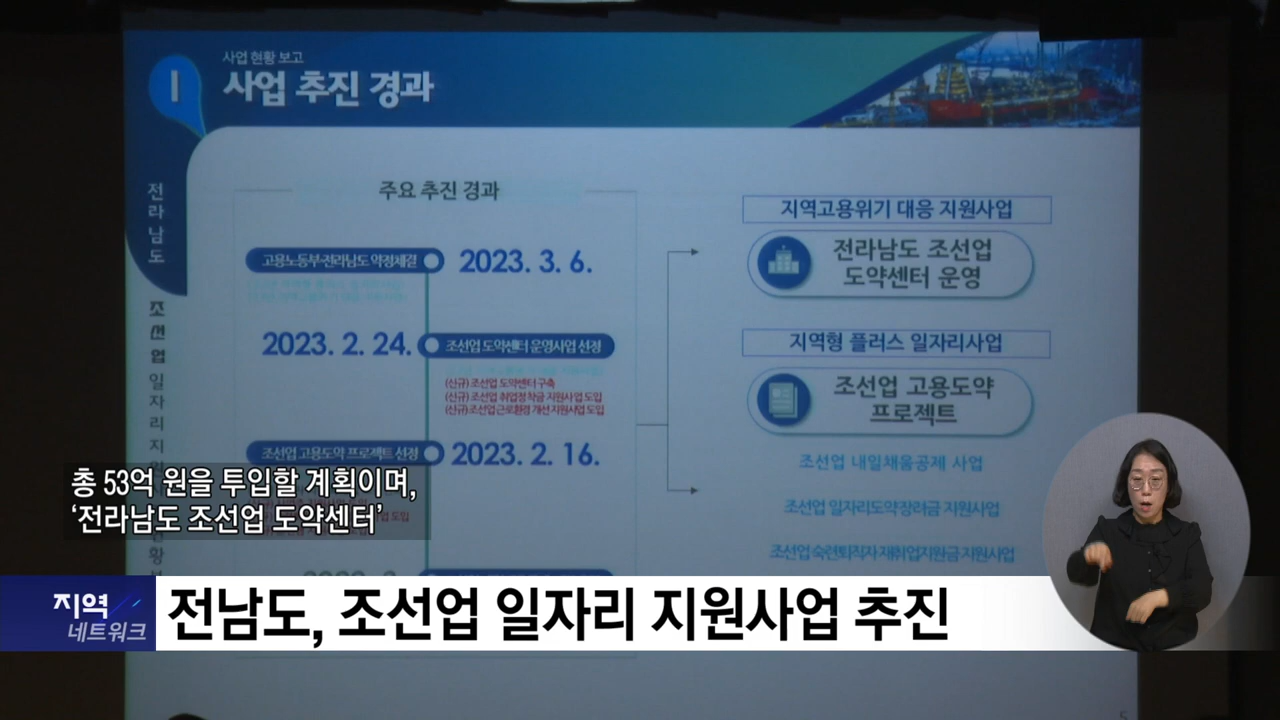 사업 현황 보고
I 사업 추진 경과
전라남도
조선업 일자리
주요 추진 경과
고용노동부·전라남도 약정체결
2023. 3. 6.
2023. 2. 24.
조선업 도약센터 운영사업 선정
(신규) 조선업 도약센터 구축
(신규) 조선업 취업정착금 지원사업 도입
(신규) 조선업 근로환경 개선 지원사업 도입
조선업 고용도약 프로젝트 선정
2023. 2. 16.
지역고용위기 대응 지원사업
전라남도 조선업
도약센터 운영
지역형 플러스 일자리사업
조선업 고용도약
프로젝트
조선업 내일채움공제 사업
조선업 일자리도약장려금 지원사업
조선업 숙련퇴직자 재취업지원금 지원사업
총 53억 원을 투입할 계획이며,
‘전라남도 조선업 도약센터’
지역
네트워크
전남도, 조선업 일자리 지원사업 추진
5